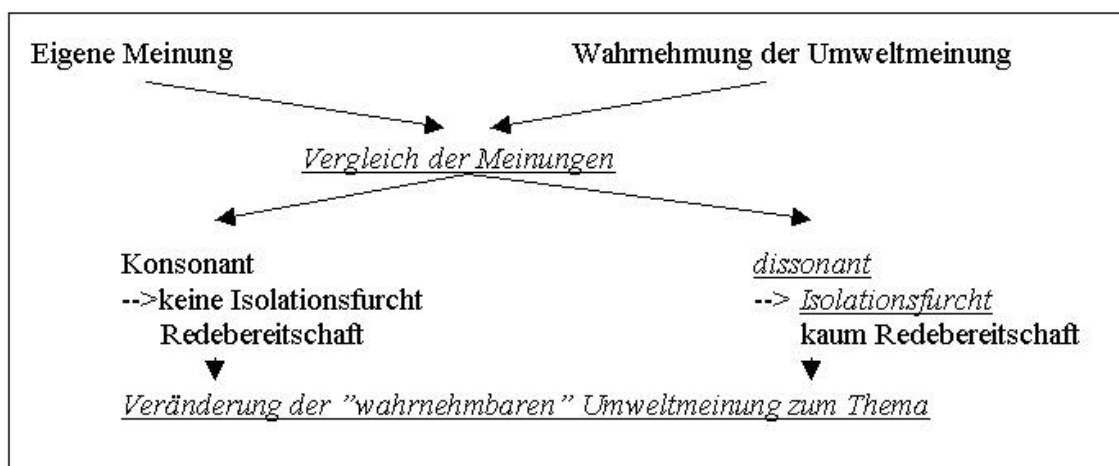 Eigene Meinung
Wahrnehmung der Umweltmeinung
Vergleich der Meinungen
Konsonant
-->keine Isolationsfurcht
Redebereitschaft
dissonant
--> Isolationsfurcht
kaum Redebereitschaft
Veränderung der ”wahrnehmbaren” Umweltmeinung zum Thema